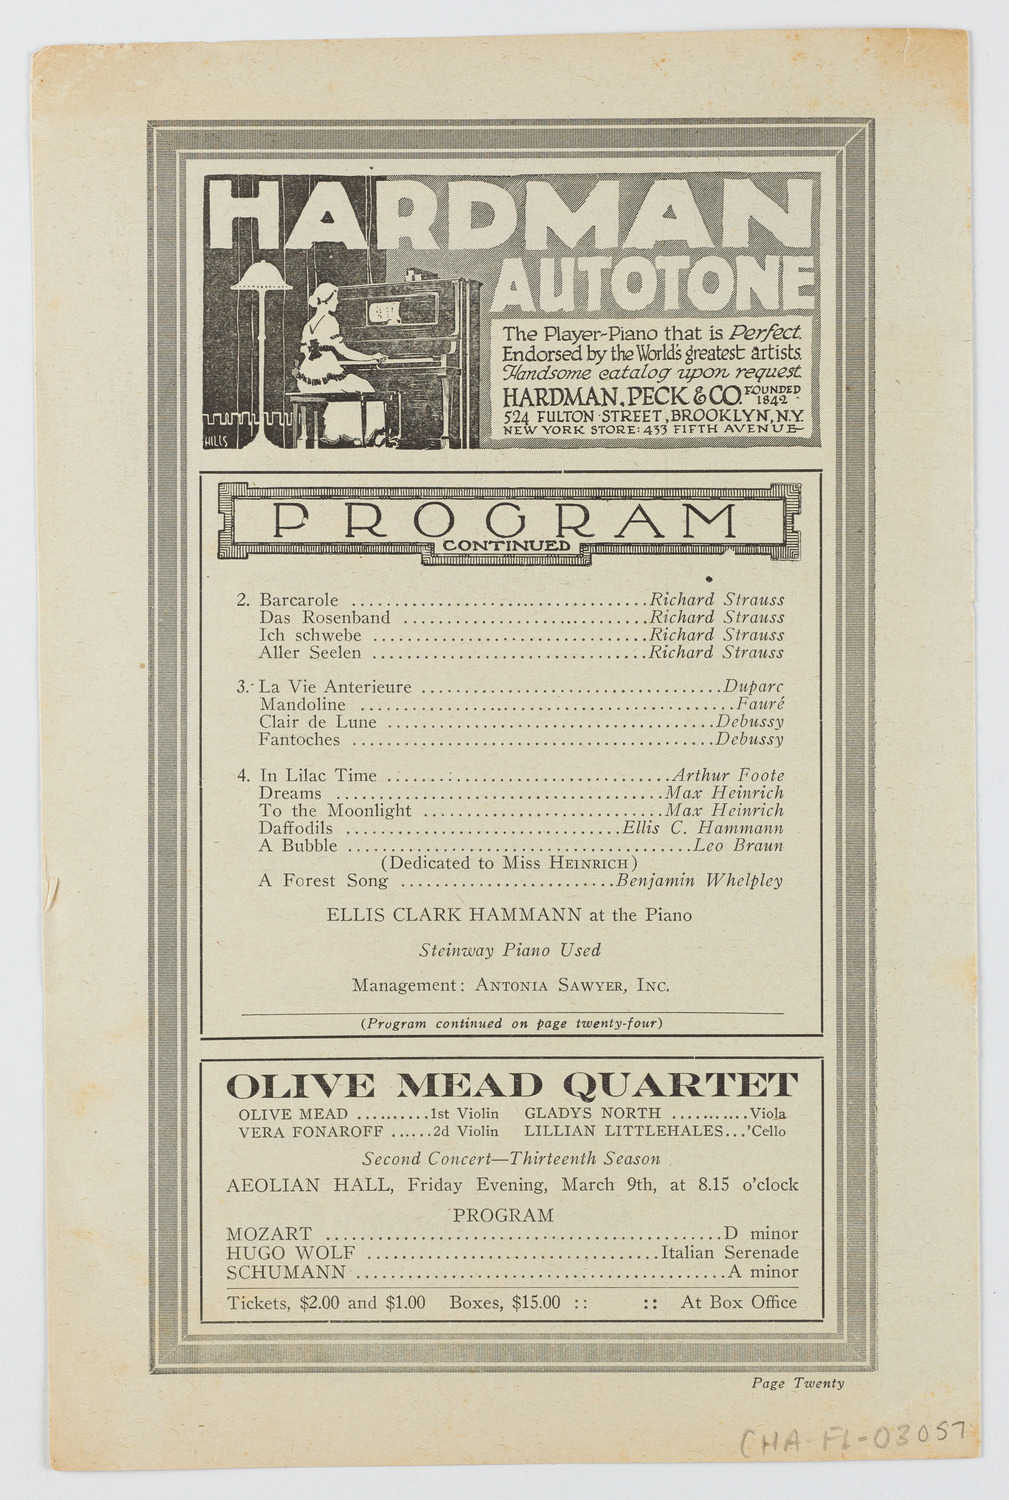 HARDMAN
AUTOTONE
The Player-Piano that is Perfect.
Endorsed by the World's greatest artists.
Handsome catalog upon request
HARDMAN, PECK & CO. FOUNDED 1842
524 FULTON STREET, BROOKLYN, N.Y.
NEW YORK STORE: 433 FIFTH AVENUE
HILLS
PROGRAM
CONTINUED
2. Barcarole ..................................Richard Strauss
Das Rosenband .............................Richard Strauss
Ich schwebe ................................Richard Strauss
Aller Seelen ................................Richard Strauss
3. La Vie Anterieure ...................................Duparc
Mandoline ...........................................Fauré
Clair de Lune ......................................Debussy
Fantoches ..........................................Debussy
4. In Lilac Time .................................Arthur Foote
Dreams ......................................Max Heinrich
To the Moonlight ............................Max Heinrich
Daffodils ................................Ellis C. Hammann
A Bubble ........................................Leo Braun
(Dedicated to Miss HEINRICH)
A Forest Song .........................Benjamin Whelpley
ELLIS CLARK HAMMANN at the Piano
Steinway Piano Used
Management: ANTONIA SAWYER, INC.
(Program continued on page twenty-four)
OLIVE MEAD QUARTET
OLIVE MEAD ..........1st Violin GLADYS NORTH ...........Viola
VERA FONAROFF ......2d Violin LILLIAN LITTLEHALES...'Cello
Second Concert—Thirteenth Season
AEOLIAN HALL, Friday Evening, March 9th, at 8.15 o'clock
PROGRAM
MOZART ..............................................D minor
HUGO WOLF ..................................Italian Serenade
SCHUMANN ...........................................A minor
Tickets, $2.00 and $1.00 Boxes, $15.00 :: :: At Box Office
Page Twenty
CHA-FI-03057